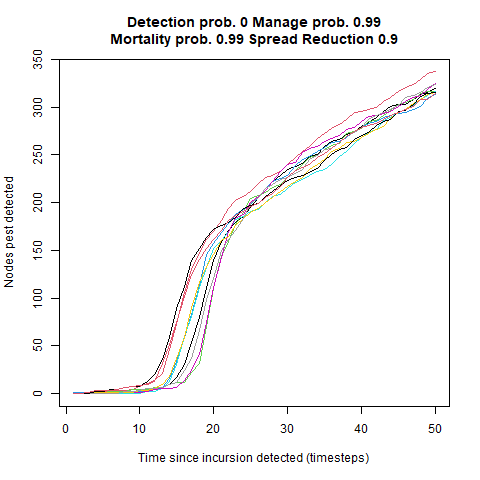 Detection prob. 0 Manage prob. 0.99
Mortality prob. 0.99 Spread Reduction 0.9
350
300
250
200
150
100
50
0
Nodes pest detected
0 10 20 30 40 50
Time since incursion detected (timesteps)